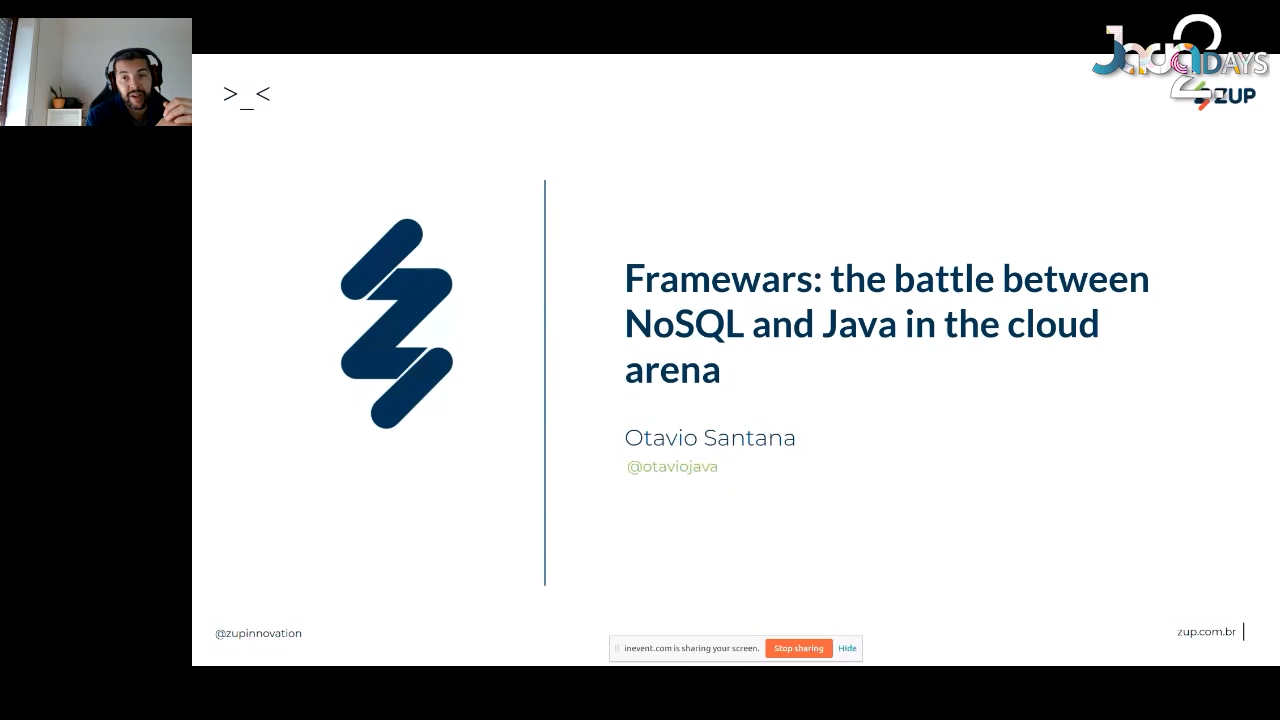 >_<
DAYS
ZUP
Framewars: the battle between
NoSQL and Java in the cloud
arena
Otavio Santana
@otaviojava
@zupinnovation
inevent.com is sharing your screen.
Stop sharing
Hide
zup.com.br